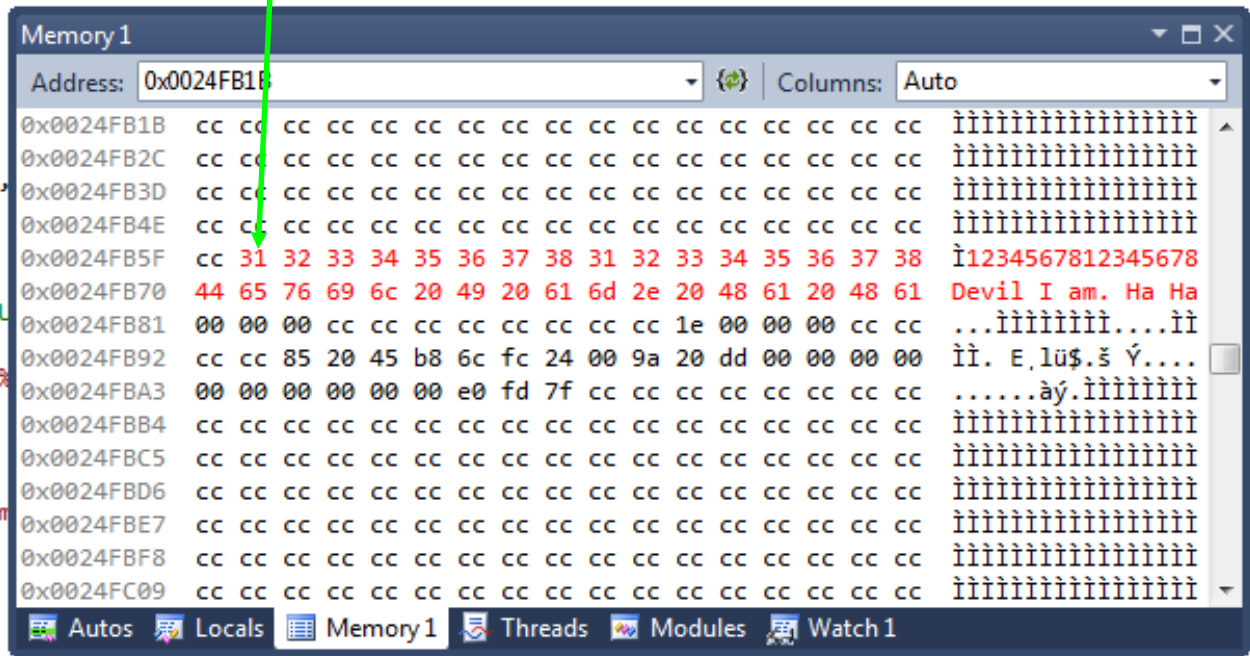 Memory 1
Address: 0x0024FB1B Columns: Auto
0x0024FB1B cc cc cc cc cc cc cc cc cc cc cc cc cc cc cc cc cc ÌÌÌÌÌÌÌÌÌÌÌÌÌÌÌÌÌ
0x0024FB2C cc cc cc cc cc cc cc cc cc cc cc cc cc cc cc cc cc ÌÌÌÌÌÌÌÌÌÌÌÌÌÌÌÌÌ
0x0024FB3D cc cc cc cc cc cc cc cc cc cc cc cc cc cc cc cc cc ÌÌÌÌÌÌÌÌÌÌÌÌÌÌÌÌÌ
0x0024FB4E cc cc cc cc cc cc cc cc cc cc cc cc cc cc cc cc cc ÌÌÌÌÌÌÌÌÌÌÌÌÌÌÌÌÌ
0x0024FB5F cc 31 32 33 34 35 36 37 38 31 32 33 34 35 36 37 38 Ì1234567812345678
0x0024FB70 44 65 76 69 6c 20 49 20 61 6d 2e 20 48 61 20 48 61 Devil I am. Ha Ha
0x0024FB81 00 00 00 cc cc cc cc cc cc cc cc 1e 00 00 00 cc cc ...ÌÌÌÌÌÌÌÌ....ÌÌ
0x0024FB92 cc cc 85 20 45 b8 6c fc 24 00 9a 20 dd 00 00 00 00 ÌÌ. E¸lü$.š Ý....
0x0024FBA3 00 00 00 00 00 00 e0 fd 7f cc cc cc cc cc cc cc cc ......àý.ÌÌÌÌÌÌÌÌ
0x0024FBB4 cc cc cc cc cc cc cc cc cc cc cc cc cc cc cc cc cc ÌÌÌÌÌÌÌÌÌÌÌÌÌÌÌÌÌ
0x0024FBC5 cc cc cc cc cc cc cc cc cc cc cc cc cc cc cc cc cc ÌÌÌÌÌÌÌÌÌÌÌÌÌÌÌÌÌ
0x0024FBD6 cc cc cc cc cc cc cc cc cc cc cc cc cc cc cc cc cc ÌÌÌÌÌÌÌÌÌÌÌÌÌÌÌÌÌ
0x0024FBE7 cc cc cc cc cc cc cc cc cc cc cc cc cc cc cc cc cc ÌÌÌÌÌÌÌÌÌÌÌÌÌÌÌÌÌ
0x0024FBF8 cc cc cc cc cc cc cc cc cc cc cc cc cc cc cc cc cc ÌÌÌÌÌÌÌÌÌÌÌÌÌÌÌÌÌ
0x0024FC09 cc cc cc cc cc cc cc cc cc cc cc cc cc cc cc cc cc ÌÌÌÌÌÌÌÌÌÌÌÌÌÌÌÌÌ
Autos Locals Memory 1 Threads Modules Watch 1